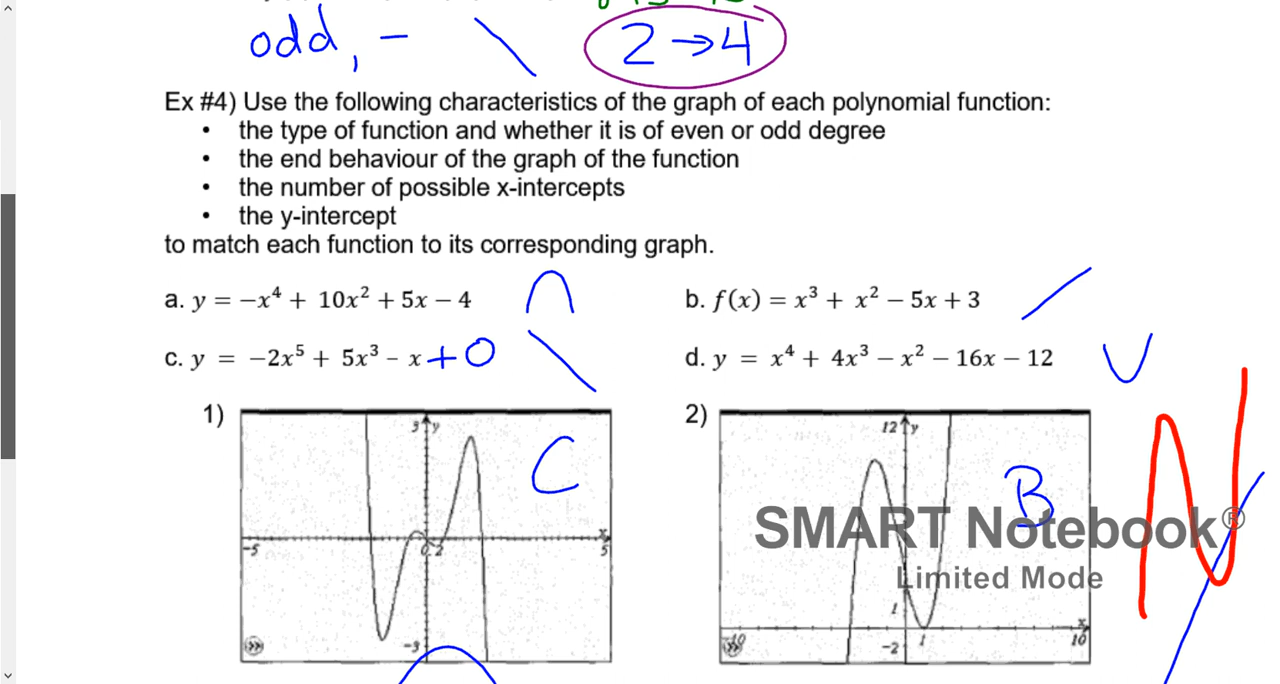 odd, - \ 2 → 4
Ex #4) Use the following characteristics of the graph of each polynomial function:
• the type of function and whether it is of even or odd degree
• the end behaviour of the graph of the function
• the number of possible x-intercepts
• the y-intercept
to match each function to its corresponding graph.
a. y = −x⁴ + 10x² + 5x − 4
b. f(x) = x³ + x² − 5x + 3
c. y = −2x⁵ + 5x³ − x + 0
d. y = x⁴ + 4x³ − x² − 16x − 12
1)
3 y
C
-5 0 2 x 5
-3
2)
12 y
B
SMART Notebook®
Limited Mode
1
-10 1 x 10
-2